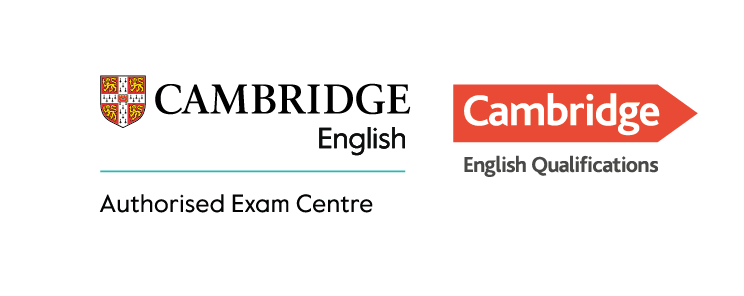 CAMBRIDGE
English
Authorised Exam Centre
Cambridge
English Qualifications